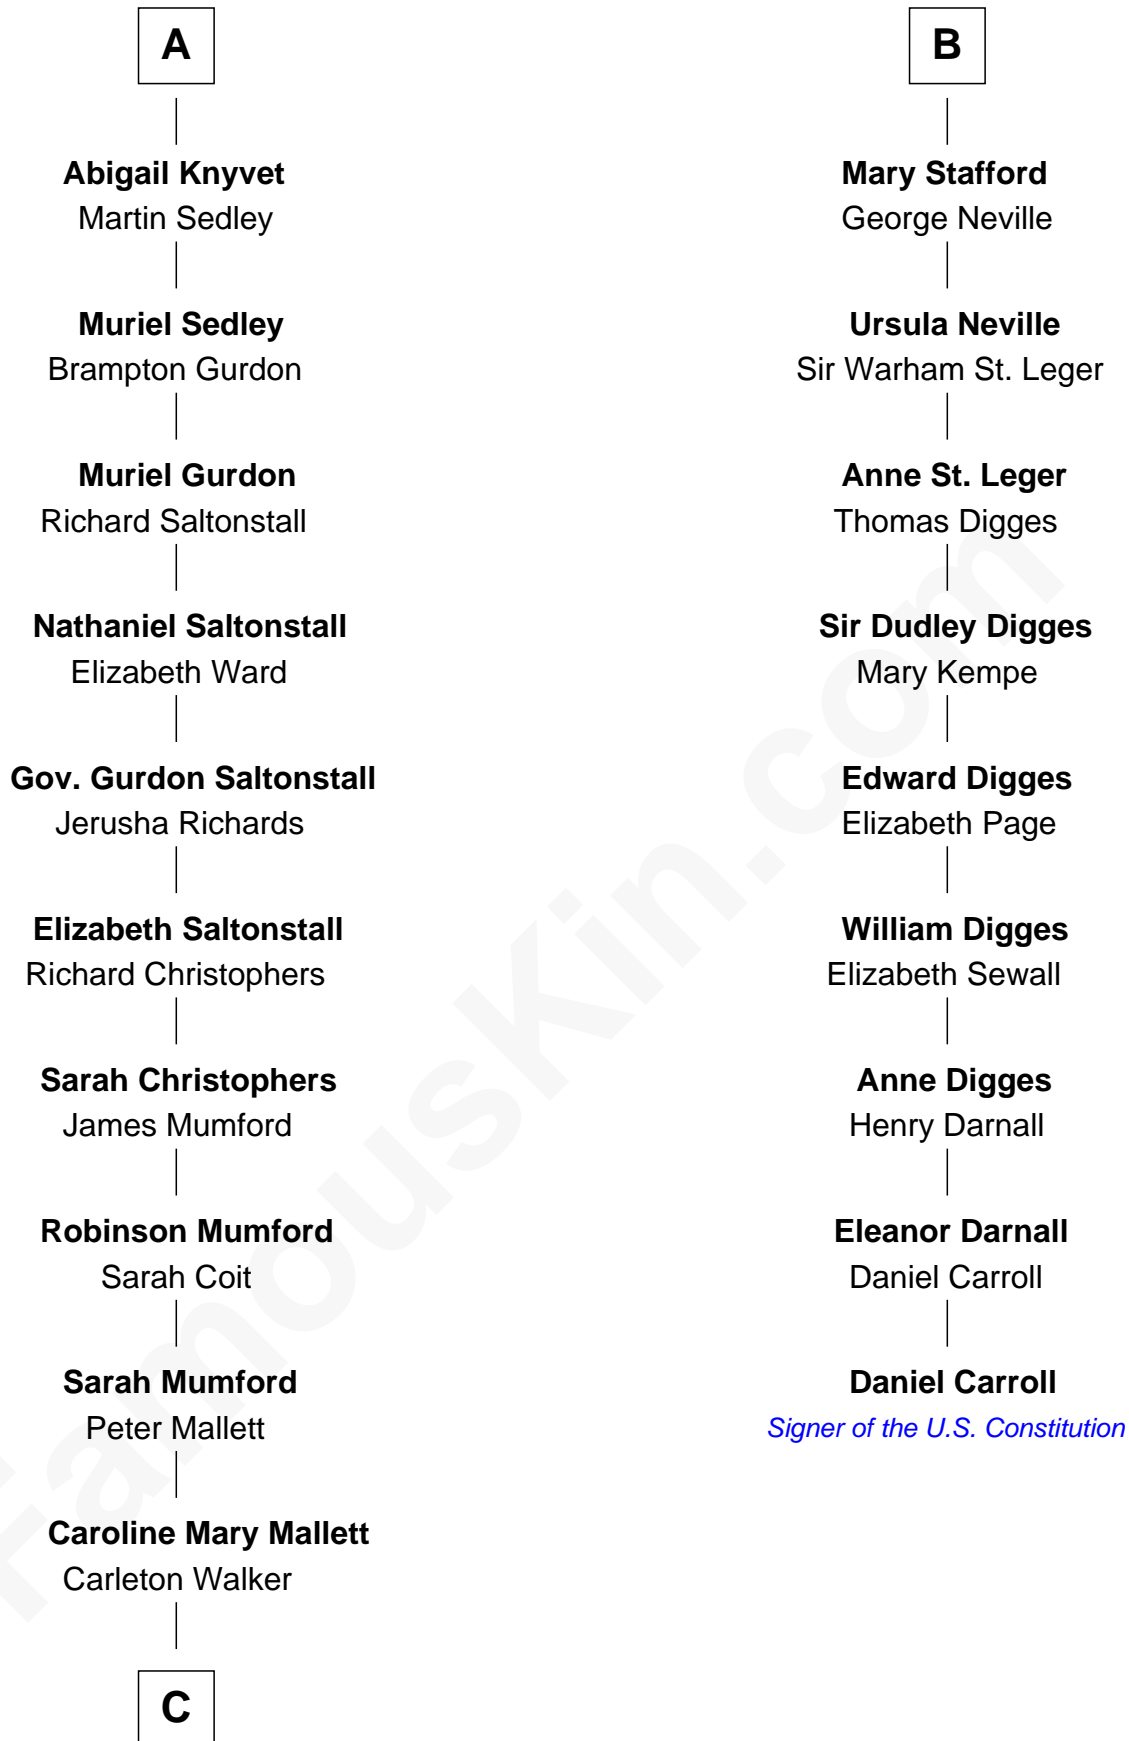 A
Abigail Knyvet
Martin Sedley
Muriel Sedley
Brampton Gurdon
Muriel Gurdon
Richard Saltonstall
Nathaniel Saltonstall
Elizabeth Ward
Gov. Gurdon Saltonstall
Jerusha Richards
Elizabeth Saltonstall
Richard Christophers
Sarah Christophers
James Mumford
Robinson Mumford
Sarah Coit
Sarah Mumford
Peter Mallett
Caroline Mary Mallett
Carleton Walker
C
B
Mary Stafford
George Neville
Ursula Neville
Sir Warham St. Leger
Anne St. Leger
Thomas Digges
Sir Dudley Digges
Mary Kempe
Edward Digges
Elizabeth Page
William Digges
Elizabeth Sewall
Anne Digges
Henry Darnall
Eleanor Darnall
Daniel Carroll
Daniel Carroll
Signer of the U.S. Constitution
FamousKin.com